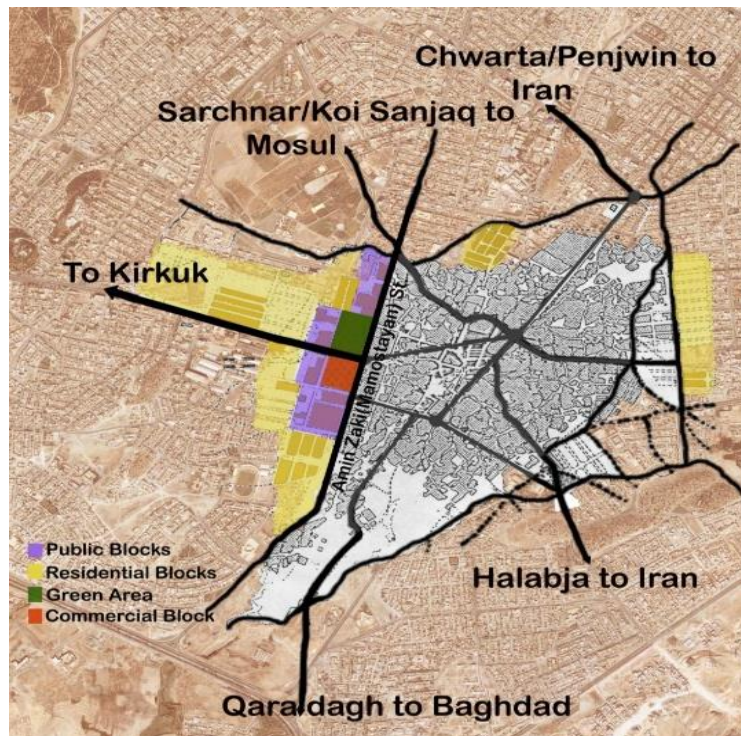 Chwarta/Penjwin to
Iran
Sarchnar/Koi Sanjaq to
Mosul
To Kirkuk
Amin Zaki(Mamostayan) St.
Public Blocks
Residential Blocks
Green Area
Commercial Block
Halabja to Iran
Qaradagh to Baghdad